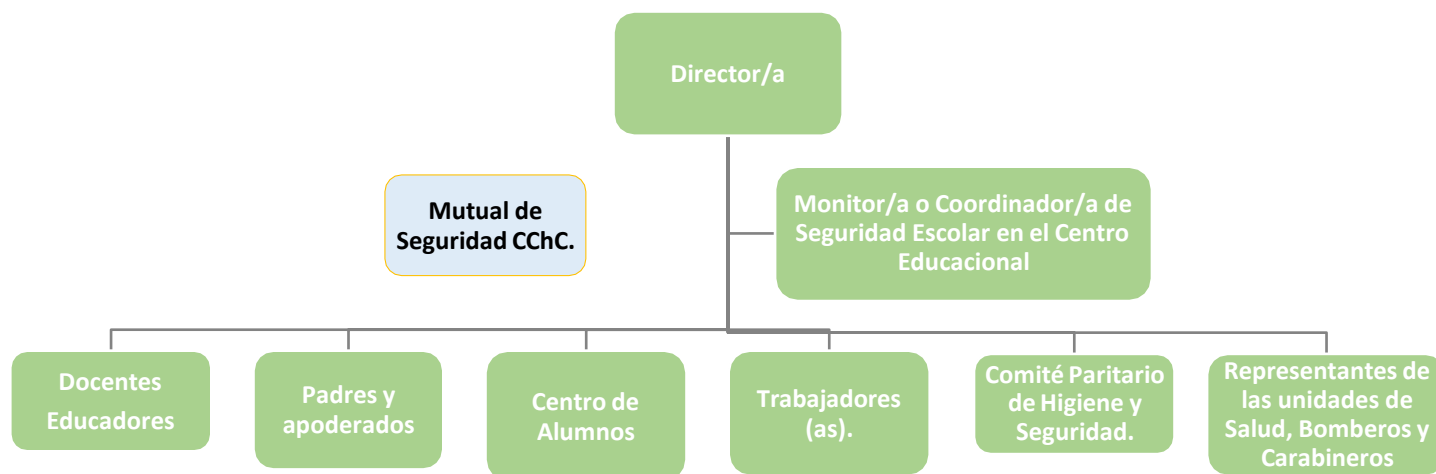 Director/a
Mutual de
Seguridad CChC.
Monitor/a o Coordinador/a de
Seguridad Escolar en el Centro
Educacional
Docentes
Educadores
Padres y
apoderados
Centro de
Alumnos
Trabajadores
(as).
Comité Paritario
de Higiene y
Seguridad.
Representantes de
las unidades de
Salud, Bomberos y
Carabineros